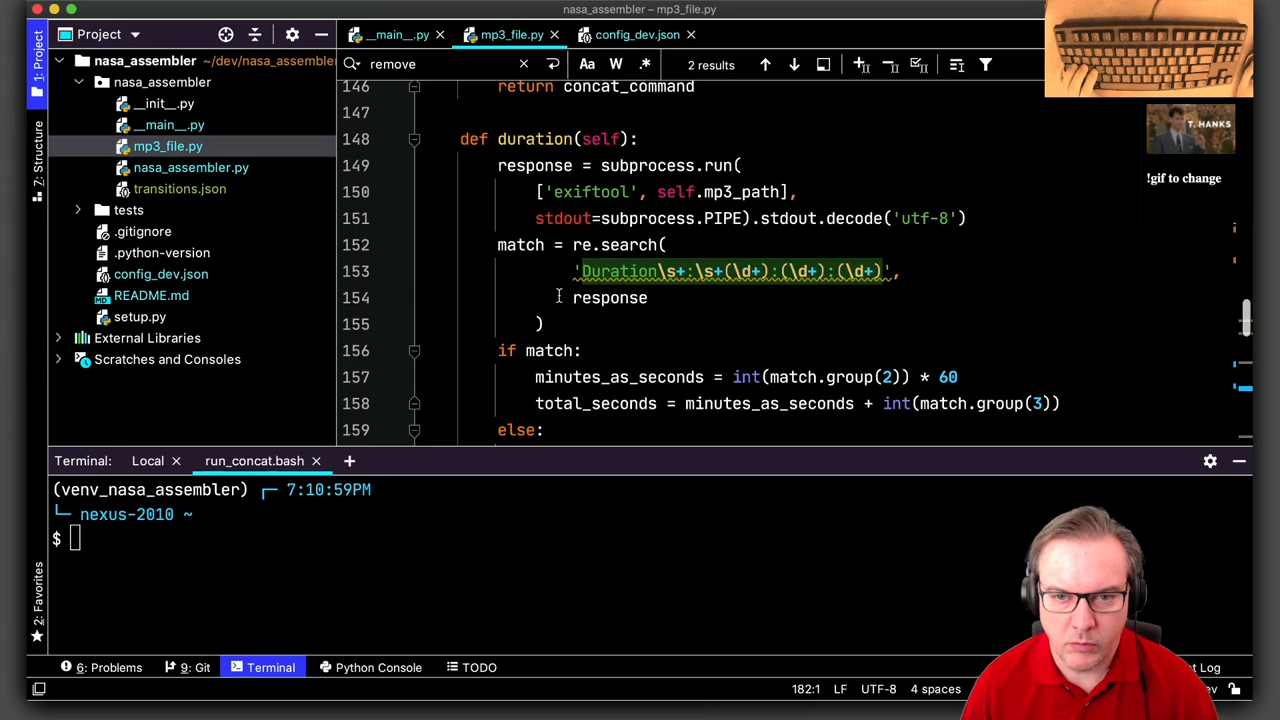 nasa_assembler – mp3_file.py
Project
__main__.py
mp3_file.py
config_dev.json
1: Project
7: Structure
2: Favorites
nasa_assembler ~/dev/nasa_assembler
nasa_assembler
__init__.py
__main__.py
mp3_file.py
nasa_assembler.py
transitions.json
tests
.gitignore
.python-version
config_dev.json
README.md
setup.py
External Libraries
Scratches and Consoles
remove
Aa W .* 2 results
146 return concat_command
147
148 def duration(self):
149 response = subprocess.run(
150 ['exiftool', self.mp3_path],
151 stdout=subprocess.PIPE).stdout.decode('utf-8')
152 match = re.search(
153 'Duration\s+:\s+(\d+):(\d+):(\d+)',
154 response
155 )
156 if match:
157 minutes_as_seconds = int(match.group(2)) * 60
158 total_seconds = minutes_as_seconds + int(match.group(3))
159 else:
T. HANKS
!gif to change
Terminal: Local run_concat.bash
(venv_nasa_assembler) ┌─ 7:10:59PM
└─ nexus-2010 ~
$
6: Problems 9: Git Terminal Python Console TODO
t Log
182:1 LF UTF-8 4 spaces